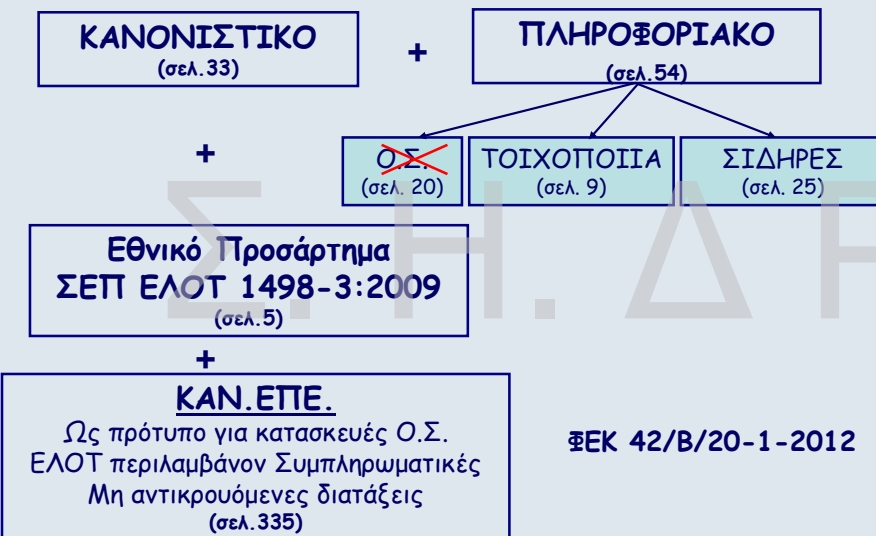 ΚΑΝΟΝΙΣΤΙΚΟ
(σελ.33)
+
ΠΛΗΡΟΦΟΡΙΑΚΟ
(σελ.54)
+
Ο.Σ.
(σελ. 20)
ΤΟΙΧΟΠΟΙΙΑ
(σελ. 9)
ΣΙΔΗΡΕΣ
(σελ. 25)
Σ. Η. Δ
Εθνικό Προσάρτημα
ΣΕΠ ΕΛΟΤ 1498-3:2009
(σελ.5)
+
ΚΑΝ.ΕΠΕ.
Ως πρότυπο για κατασκευές Ο.Σ.
ΕΛΟΤ περιλαμβάνον Συμπληρωματικές
Μη αντικρουόμενες διατάξεις
(σελ.335)
ΦΕΚ 42/Β/20-1-2012